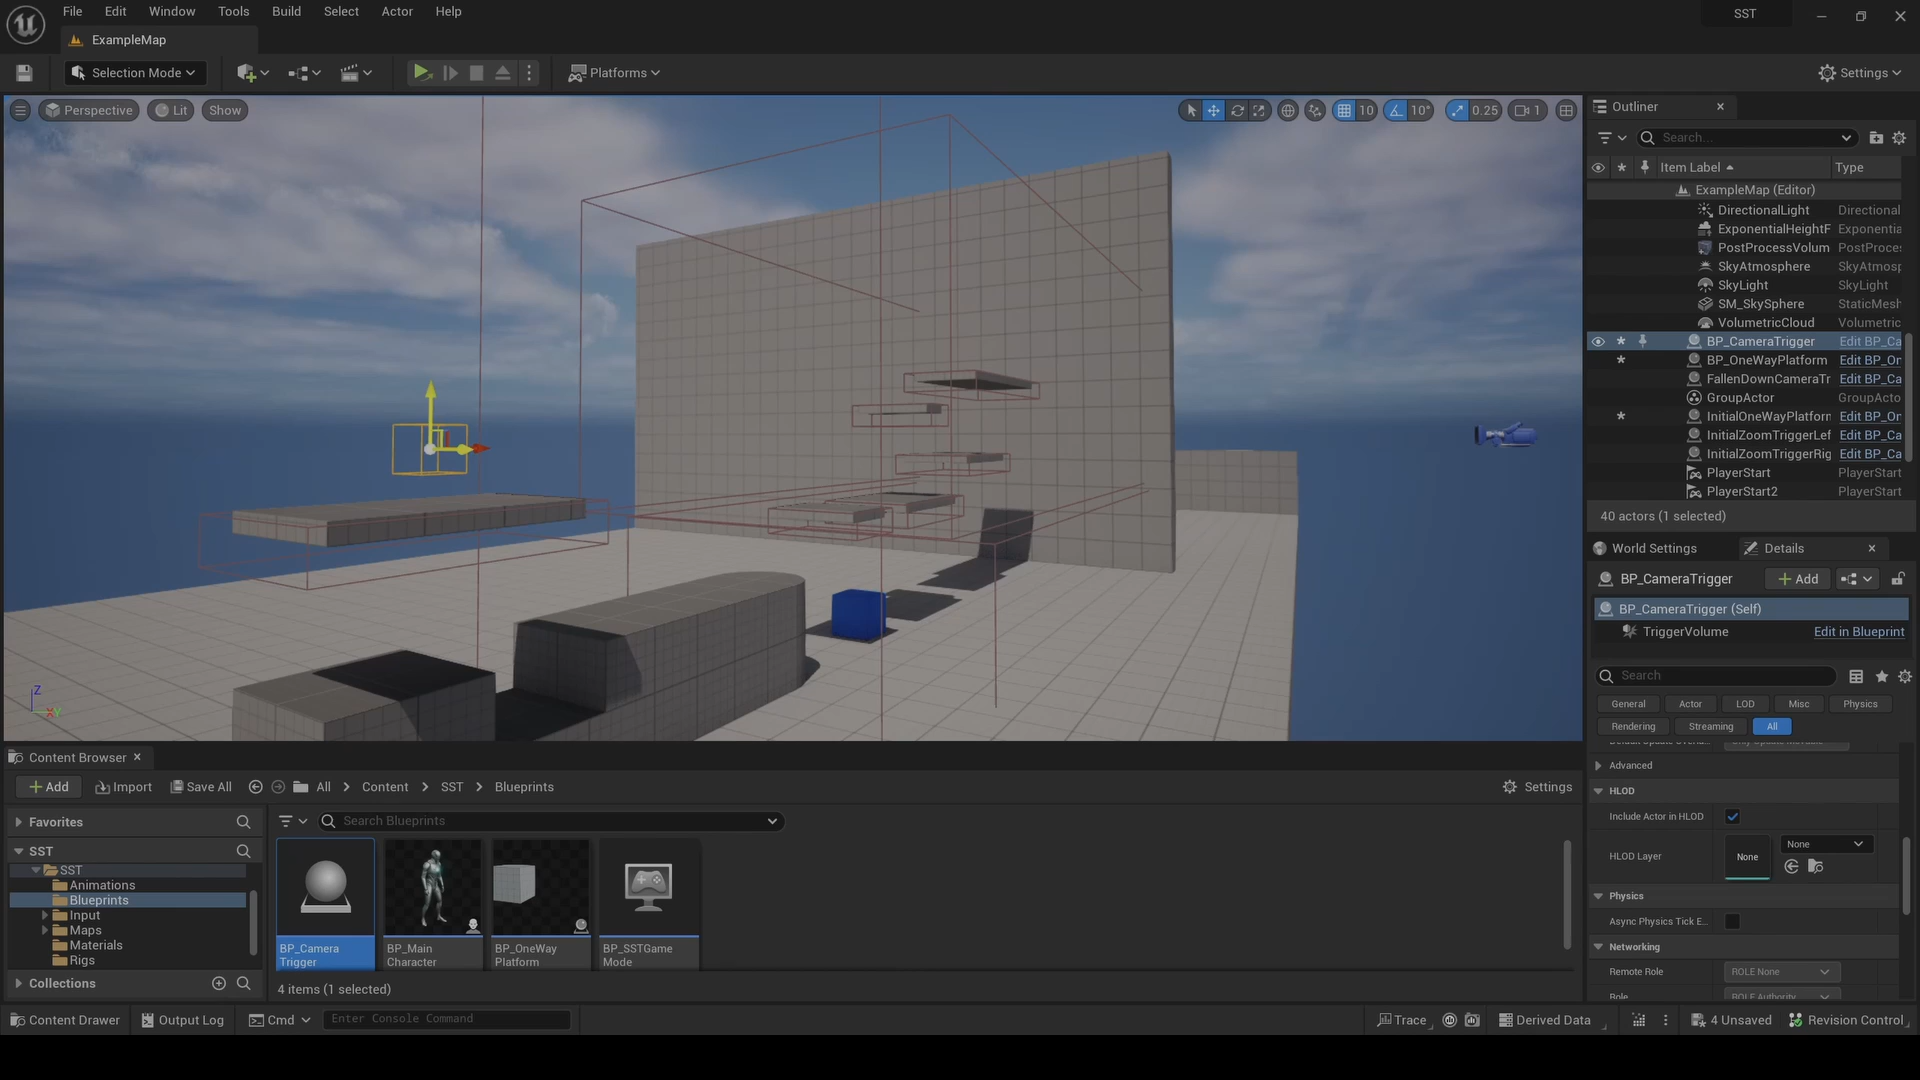 File Edit Window Tools Build Select Actor Help
SST
ExampleMap
Selection Mode
Platforms
Settings
Perspective
Lit
Show
10
10°
0.25
1
Z
X
Y
Outliner
Search...
Item Label
Type
ExampleMap (Editor)
DirectionalLight Directional
ExponentialHeightF Exponentia
PostProcessVolum PostProces
SkyAtmosphere SkyAtmosp
SkyLight SkyLight
SM_SkySphere StaticMesh
VolumetricCloud Volumetric
BP_CameraTrigger Edit BP_Ca
BP_OneWayPlatform Edit BP_On
FallenDownCameraTr Edit BP_Ca
GroupActor GroupActo
InitialOneWayPlatforn Edit BP_On
InitialZoomTriggerLef Edit BP_Ca
InitialZoomTriggerRig Edit BP_Ca
PlayerStart PlayerStart
PlayerStart2 PlayerStart
40 actors (1 selected)
World Settings
Details
BP_CameraTrigger
Add
BP_CameraTrigger (Self)
TriggerVolume
Edit in Blueprint
Search
General Actor LOD Misc Physics
Rendering Streaming All
Advanced
HLOD
Include Actor in HLOD
HLOD Layer
None
None
Physics
Async Physics Tick E...
Networking
Remote Role
ROLE None
Role
ROLE Authority
Content Browser
Add Import Save All
All > Content > SST > Blueprints
Settings
Favorites
SST
SST
Animations
Blueprints
Input
Maps
Materials
Rigs
Collections
Search Blueprints
BP_Camera
Trigger
BP_Main
Character
BP_OneWay
Platform
BP_SSTGame
Mode
4 items (1 selected)
Content Drawer
Output Log
Cmd
Enter Console Command
Trace
Derived Data
4 Unsaved
Revision Control